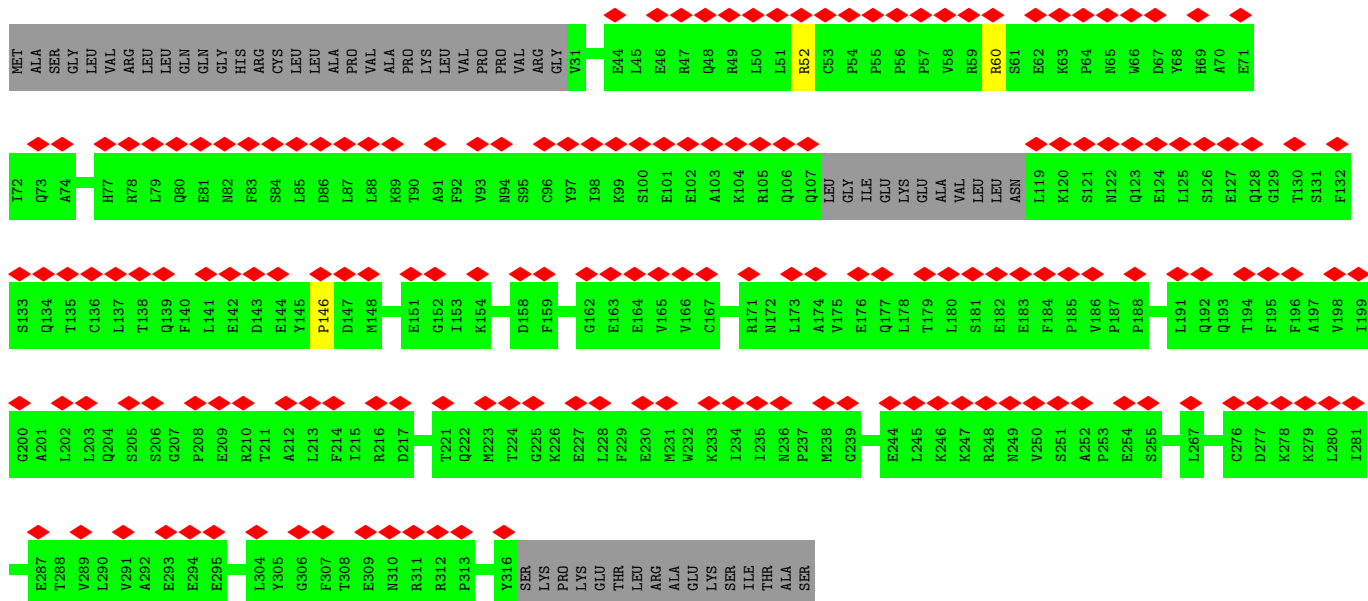 MET ALA SER GLY LEU VAL ARG LEU LEU GLN GLN GLY HIS ARG CYS LEU LEU ALA PRO VAL ALA PRO LYS LEU VAL PRO PRO VAL ARG GLY V31 E44 L45 E46 R47 Q48 R49 L50 L51 R52 C53 P54 P55 P56 P57 V58 R59 R60 S61 E62 K63 P64 N65 W66 D67 Y68 H69 A70 E71
I72 Q73 A74 H77 R78 L79 Q80 E81 N82 F83 S84 L85 D86 L87 L88 K89 T90 A91 F92 V93 N94 S95 C96 Y97 I98 K99 S100 E101 E102 A103 K104 R105 Q106 Q107 LEU GLY ILE GLU LYS GLU ALA VAL LEU LEU ASN L119 K120 S121 N122 Q123 E124 L125 S126 E127 Q128 G129 T130 S131 F132
S133 Q134 T135 C136 L137 T138 Q139 F140 L141 E142 D143 E144 Y145 P146 D147 M148 E151 G152 I153 K154 D158 F159 G162 E163 E164 V165 V166 C167 R171 N172 L173 A174 V175 E176 Q177 L178 T179 L180 S181 E182 E183 F184 P185 V186 P187 P188 L191 Q192 Q193 T194 F195 F196 A197 V198 I199
G200 A201 L202 L203 Q204 S205 S206 G207 P208 E209 R210 T211 A212 L213 F214 I215 R216 D217 T221 Q222 M223 T224 G225 K226 E227 L228 F229 E230 M231 W232 K233 I234 I235 N236 P237 M238 G239 E244 L245 K246 K247 R248 N249 V250 S251 A252 P253 E254 S255 L267 C276 D277 K278 K279 L280 I281
E287 T288 V289 L290 V291 A292 E293 E294 E295 L304 Y305 G306 F307 T308 E309 N310 R311 R312 P313 Y316 SER LYS PRO LYS GLU THR LEU ARG ALA GLU LYS SER ILE THR ALA SER